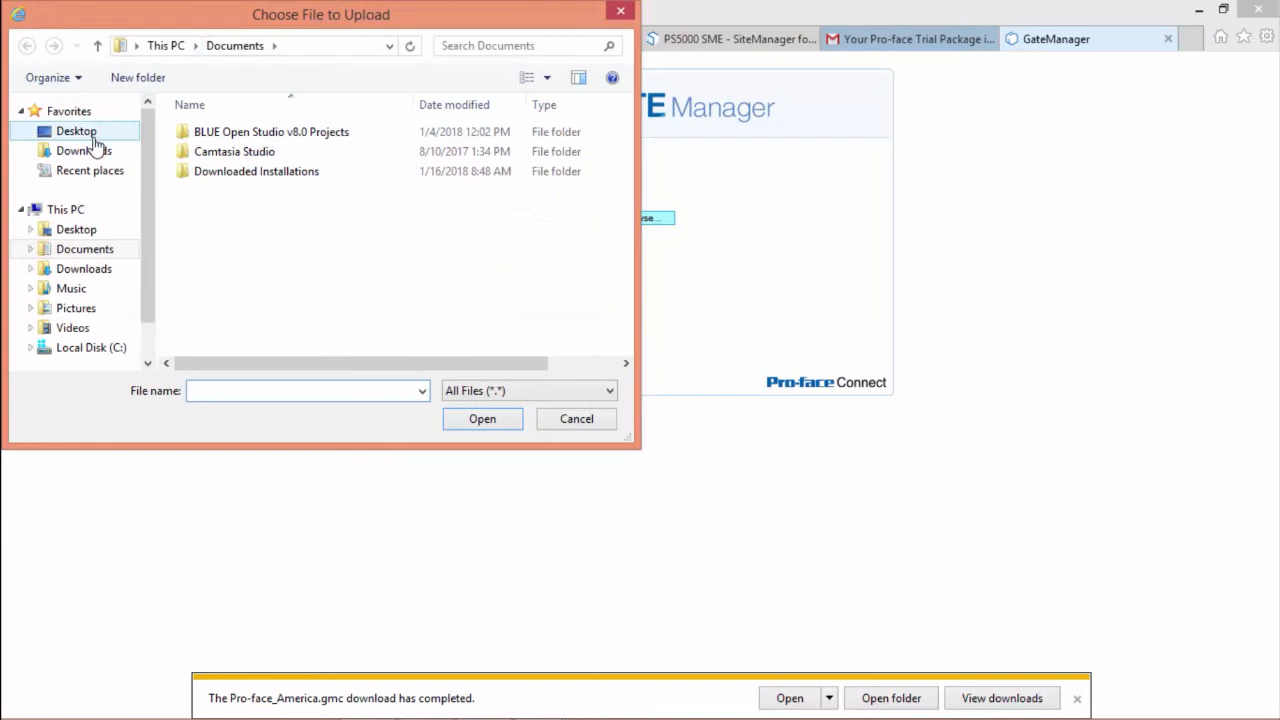 Choose File to Upload
This PC
Documents
Search Documents
Organize
New folder
Favorites
Desktop
Recent places
This PC
Desktop
Documents
Downloads
Music
Pictures
Videos
Local Disk (C:)
Name
Date modified
Type
BLUE Open Studio v8.0 Projects 1/4/2018 12:02 PM File folder
Camtasia Studio 8/10/2017 1:34 PM File folder
Downloaded Installations 1/16/2018 8:48 AM File folder
File name:
All Files (*.*)
Open
Cancel
PS5000 SME - SiteManager fo...
Your Pro-face Trial Package i...
GateManager
Manager
Pro-face Connect
The Pro-face_America.gmc download has completed.
Open
Open folder
View downloads